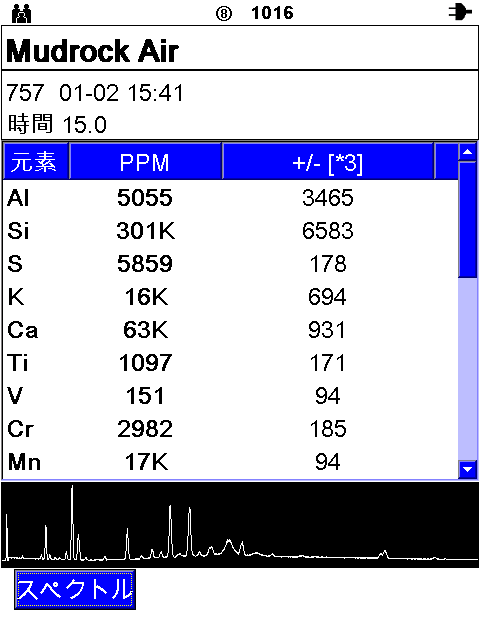 ⑧ 1016
Mudrock Air
757 01-02 15:41
時間 15.0
元素 PPM +/- [*3]
Al 5055 3465
Si 301K 6583
S 5859 178
K 16K 694
Ca 63K 931
Ti 1097 171
V 151 94
Cr 2982 185
Mn 17K 94
スペクトル